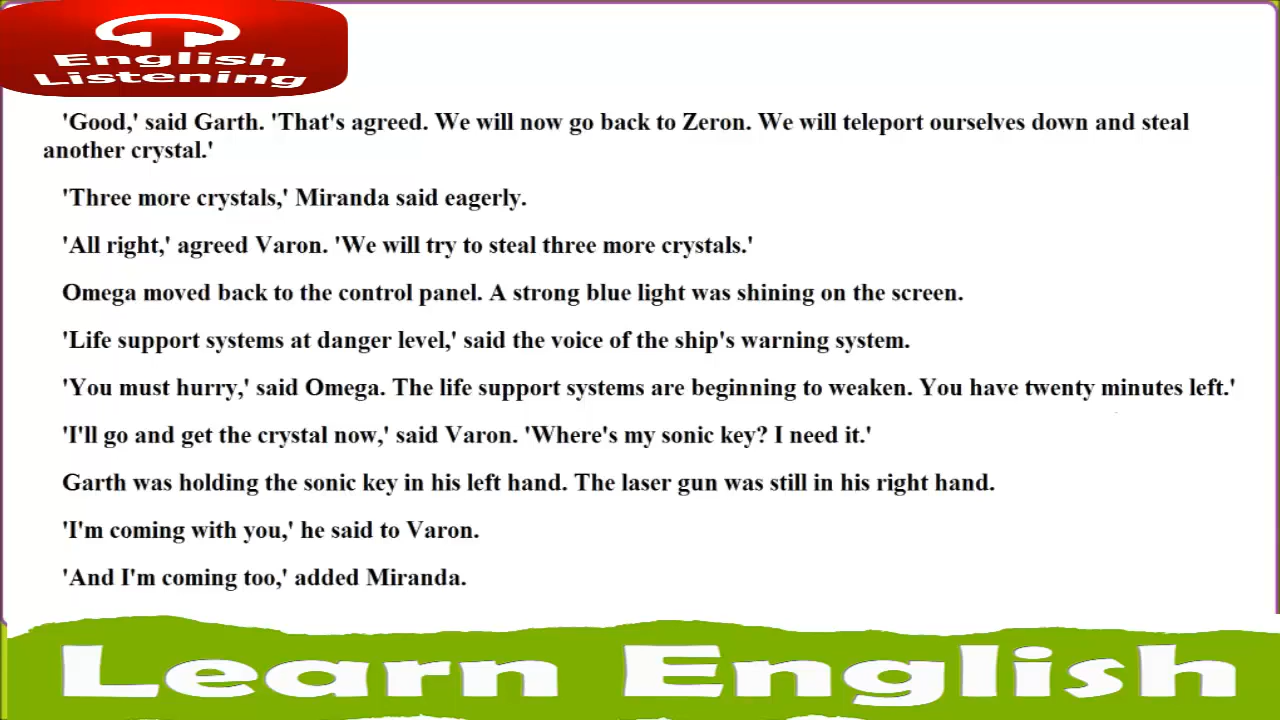 English
Listening
'Good,' said Garth. 'That's agreed. We will now go back to Zeron. We will teleport ourselves down and steal
another crystal.'
'Three more crystals,' Miranda said eagerly.
'All right,' agreed Varon. 'We will try to steal three more crystals.'
Omega moved back to the control panel. A strong blue light was shining on the screen.
'Life support systems at danger level,' said the voice of the ship's warning system.
'You must hurry,' said Omega. The life support systems are beginning to weaken. You have twenty minutes left.'
'I'll go and get the crystal now,' said Varon. 'Where's my sonic key? I need it.'
Garth was holding the sonic key in his left hand. The laser gun was still in his right hand.
'I'm coming with you,' he said to Varon.
'And I'm coming too,' added Miranda.
Learn English